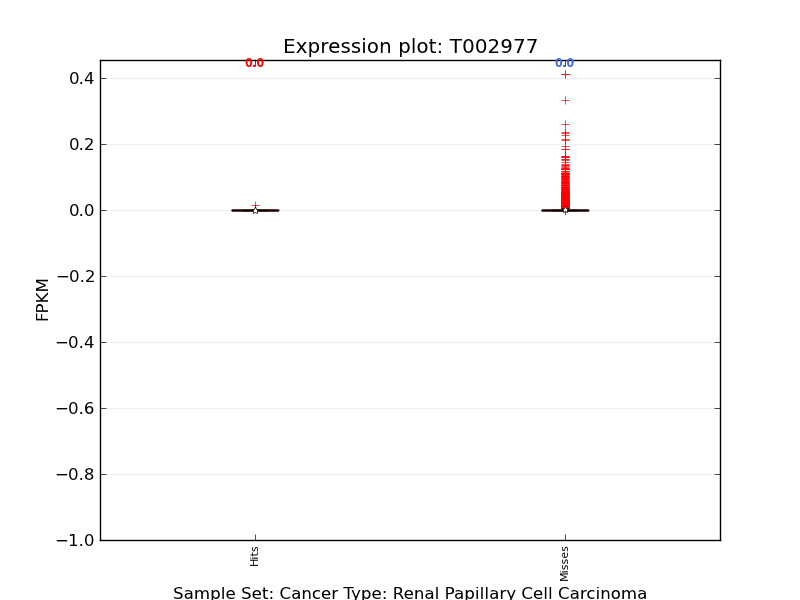 Expression plot: T002977
0.0 0.0
0.4
0.2
0.0
−0.2
−0.4
−0.6
−0.8
−1.0
FPKM
Hits Misses
Sample Set: Cancer Type: Renal Papillary Cell Carcinoma